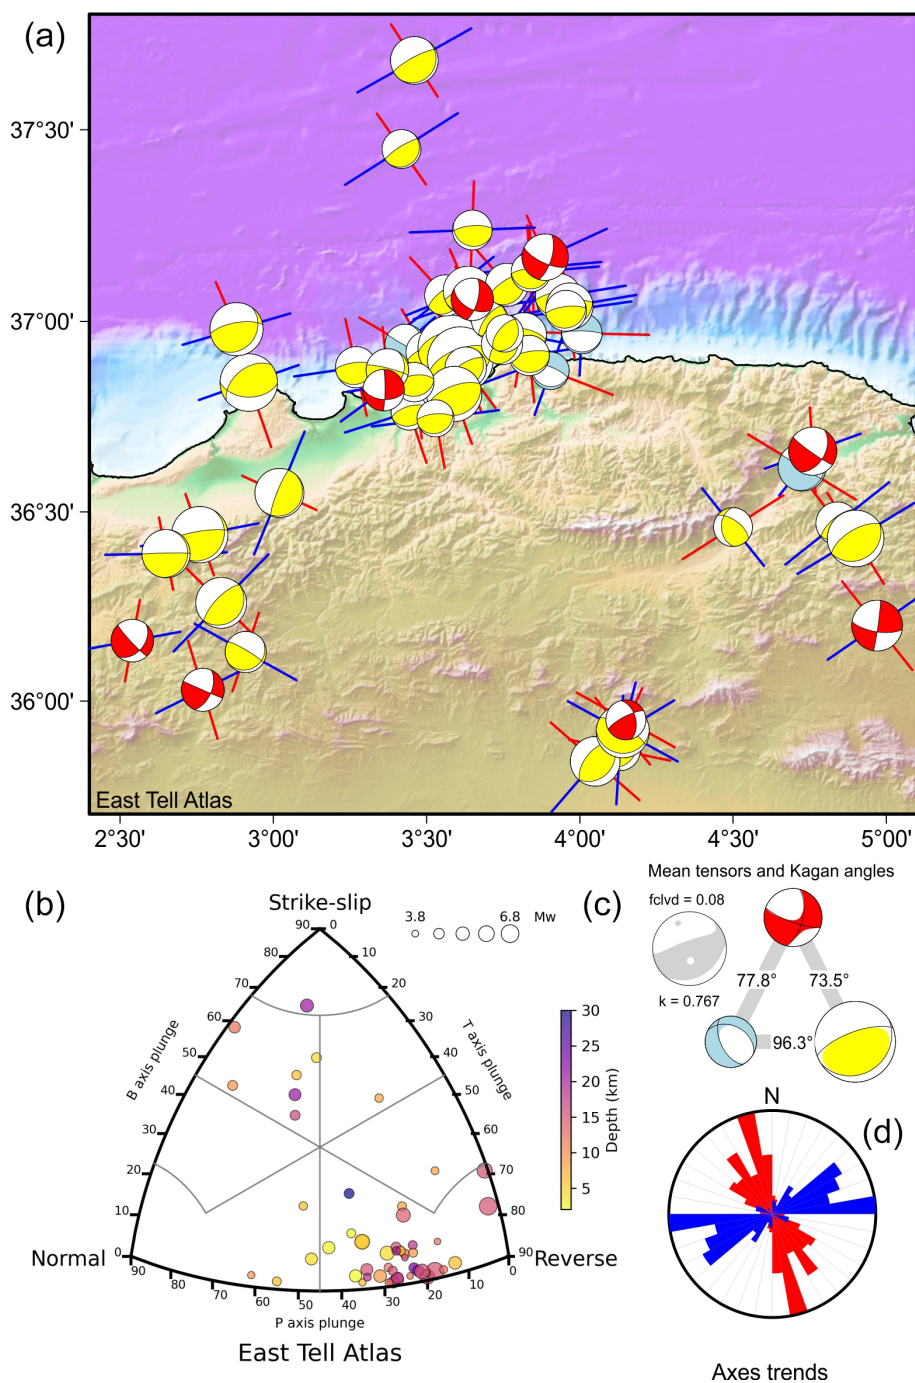 (a)
37°30'
37°00'
36°30'
36°00'
East Tell Atlas
2°30' 3°00' 3°30' 4°00' 4°30' 5°00'
Mean tensors and Kagan angles
(b)
Strike-slip
3.8 6.8 Mw
(c)
fclvd = 0.08
77.8° 73.5°
k = 0.767
96.3°
90 0
80 10
70 20
60 30
50 40
40 50
30 60
20 70
10 80
0 90
B axis plunge
T axis plunge
30
25
20
15
10
5
Depth (km)
N
(d)
Normal
Reverse
90 80 70 60 50 40 30 20 10 0
P axis plunge
East Tell Atlas
Axes trends